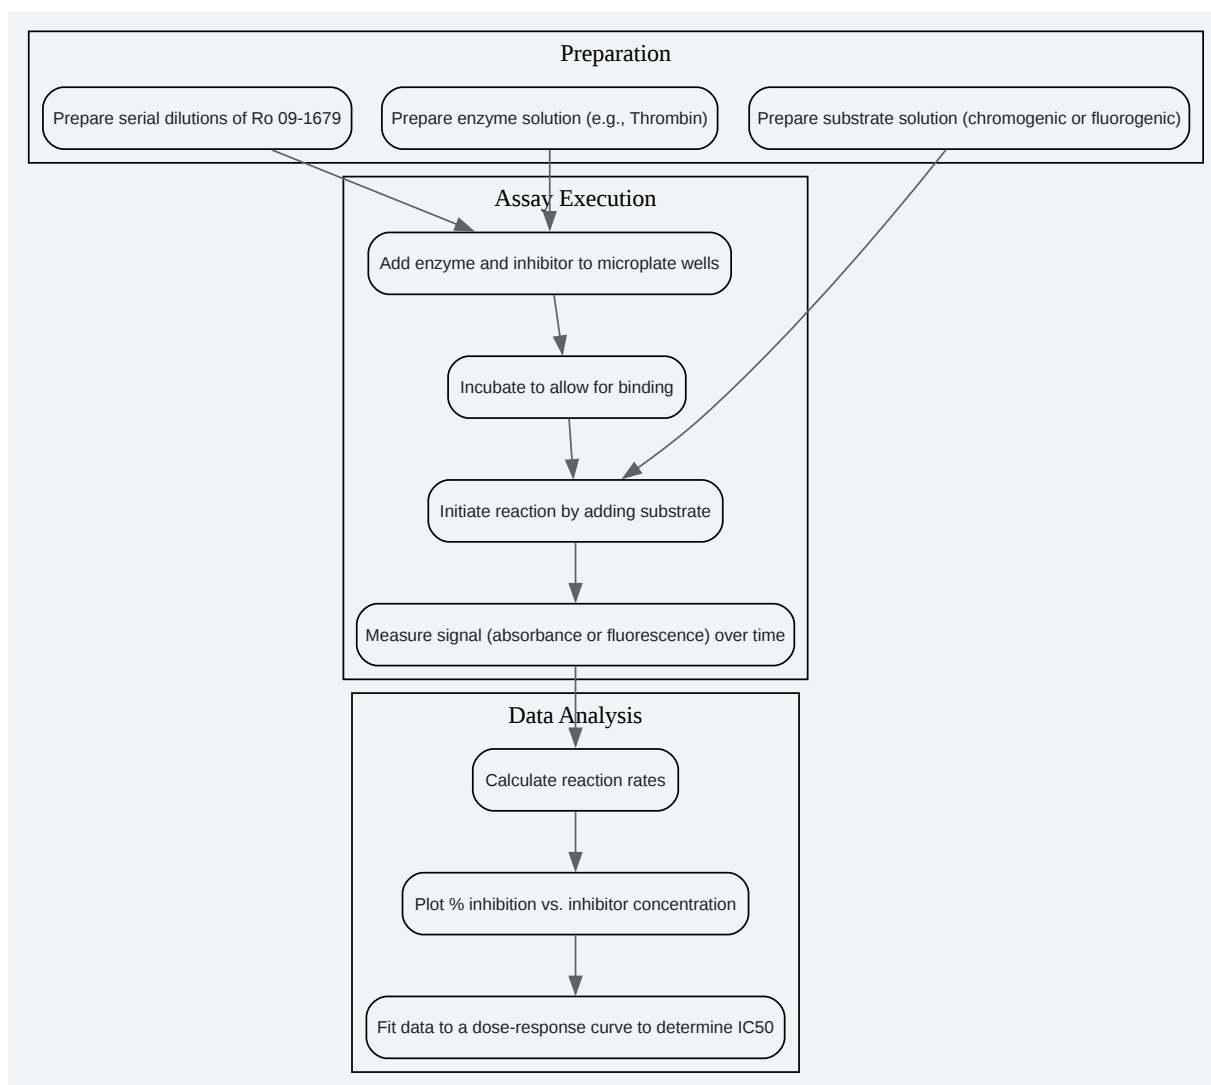 Preparation
Prepare serial dilutions of Ro 09-1679
Prepare enzyme solution (e.g., Thrombin)
Prepare substrate solution (chromogenic or fluorogenic)
Assay Execution
Add enzyme and inhibitor to microplate wells
Incubate to allow for binding
Initiate reaction by adding substrate
Measure signal (absorbance or fluorescence) over time
Data Analysis
Calculate reaction rates
Plot % inhibition vs. inhibitor concentration
Fit data to a dose-response curve to determine IC50